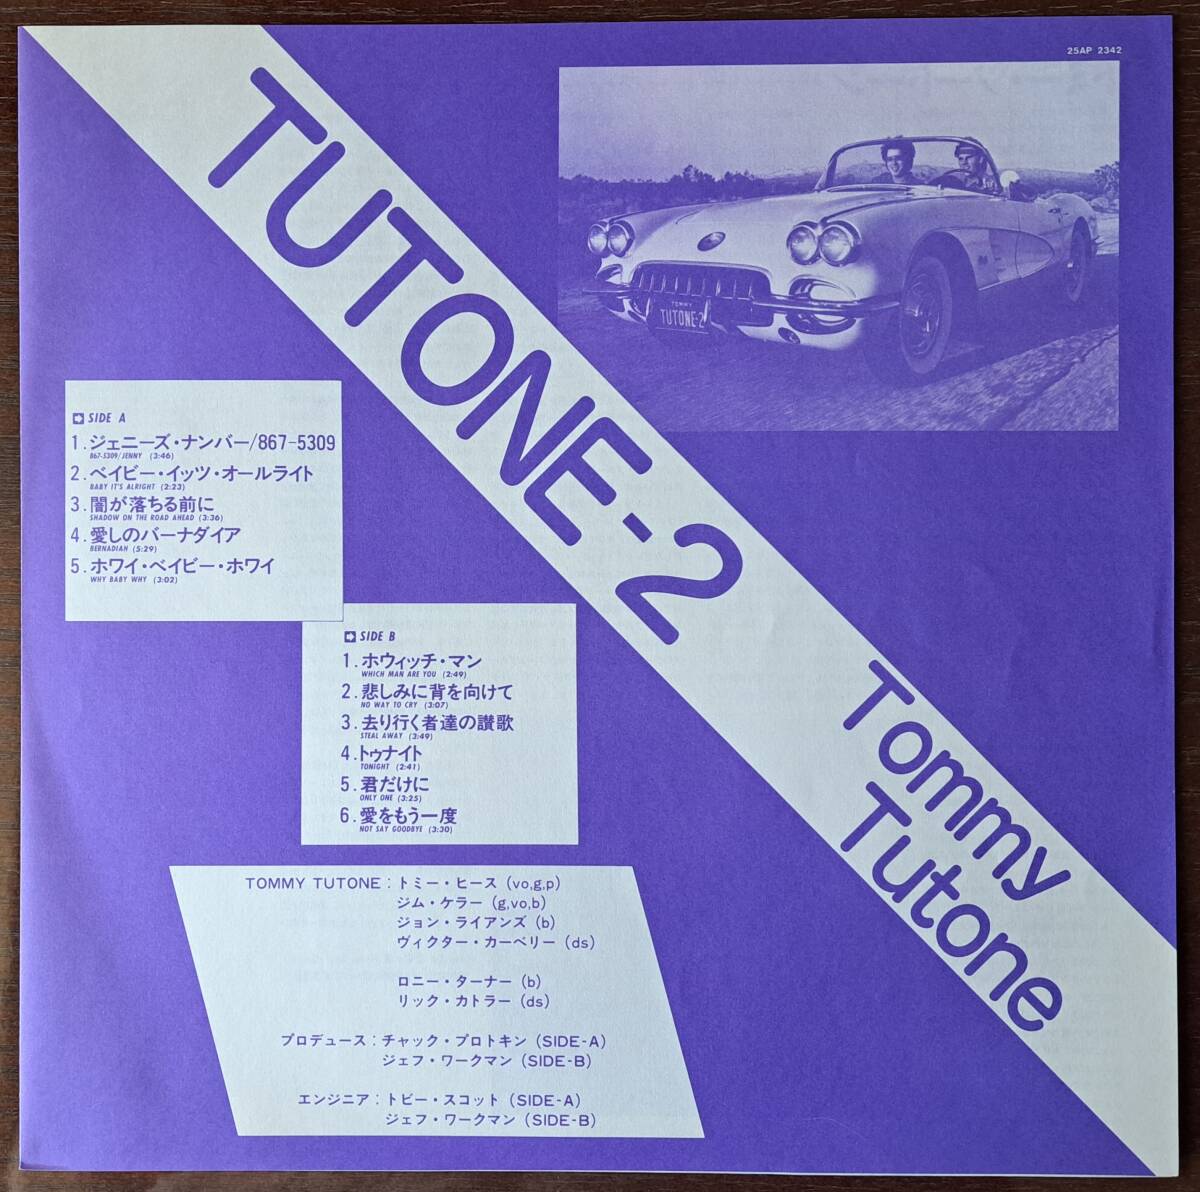 25AP 2342
TUTONE-2
Tommy
Tutone
TOMMY
TUTONE-2
SIDE A
1. ジェニーズ・ナンバー/867-5309
867-5309/JENNY (3:46)
2. ベイビー・イッツ・オールライト
BABY IT'S ALRIGHT (2:23)
3. 闇が落ちる前に
SHADOW ON THE ROAD AHEAD (3:36)
4. 愛しのバーナダイア
BERNADIAH (5:29)
5. ホワイ・ベイビー・ホワイ
WHY BABY WHY (3:02)
SIDE B
1. ホウィッチ・マン
WHICH MAN ARE YOU (2:49)
2. 悲しみに背を向けて
NO WAY TO CRY (3:07)
3. 去り行く者達の讃歌
STEAL AWAY (3:49)
4. トゥナイト
TONIGHT (2:41)
5. 君だけに
ONLY ONE (3:25)
6. 愛をもう一度
NOT SAY GOODBYE (3:30)
TOMMY TUTONE : トミー・ヒース (vo,g,p)
ジム・ケラー (g,vo,b)
ジョン・ライアンズ (b)
ヴィクター・カーベリー (ds)
ロニー・ターナー (b)
リック・カトラー (ds)
プロデュース : チャック・プロトキン (SIDE-A)
ジェフ・ワークマン (SIDE-B)
エンジニア : トビー・スコット (SIDE-A)
ジェフ・ワークマン (SIDE-B)